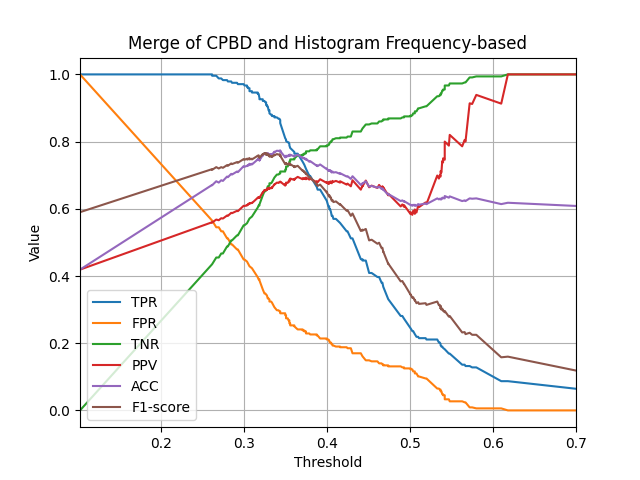 Merge of CPBD and Histogram Frequency-based
1.0
0.8
0.6
0.4
0.2
0.0
Value
TPR
FPR
TNR
PPV
ACC
F1-score
0.2 0.3 0.4 0.5 0.6 0.7
Threshold